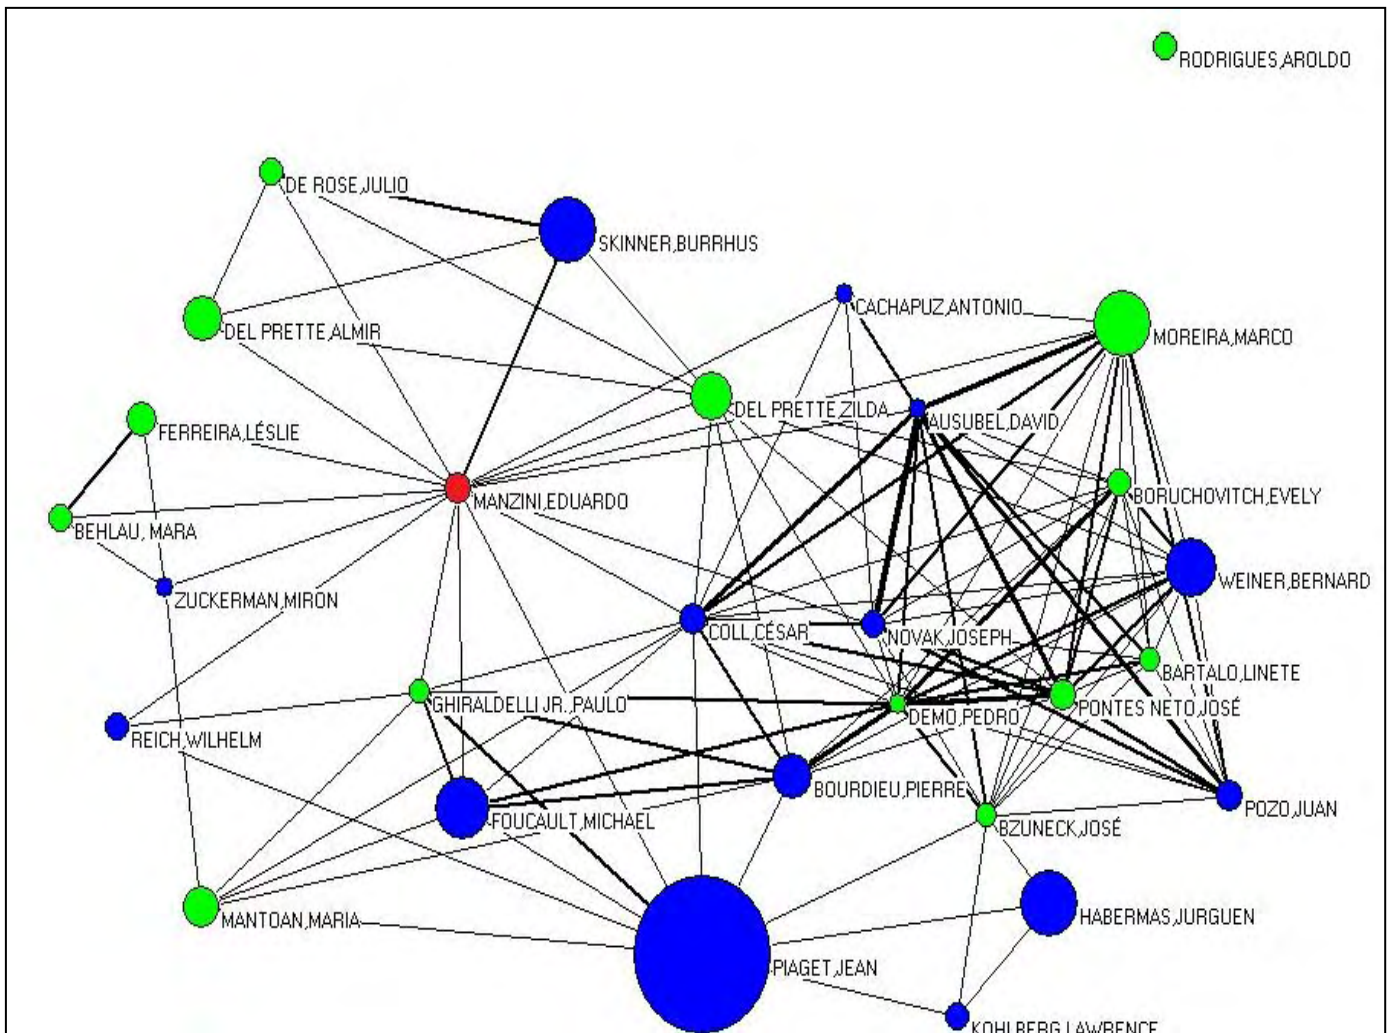 RODRIGUES,AROLDO
DE ROSE,JULIO
SKINNER,BURRHUS
CACHAPUZ,ANTONIO
DEL PRETTE,ALMIR
MOREIRA,MARCO
DEL PRETTE,ZILDA
AUSUBEL,DAVID
FERREIRA,LÉSLIE
MANZINI,EDUARDO
BORUCHOVITCH,EVELY
BEHLAU, MARA
WEINER,BERNARD
ZUCKERMAN,MIRON
COLL,CÉSAR
NOVAK,JOSEPH
BARTALO,LINETE
GHIRALDELLI JR.,PAULO
DEMO,PEDRO
PONTES NETO,JOSÉ
REICH,WILHELM
BOURDIEU,PIERRE
POZO,JUAN
FOUCAULT,MICHAEL
BZUNECK,JOSÉ
MANTOAN,MARIA
HABERMAS,JURGUEN
PIAGET,JEAN
KOHLBERG,LAWRENCE